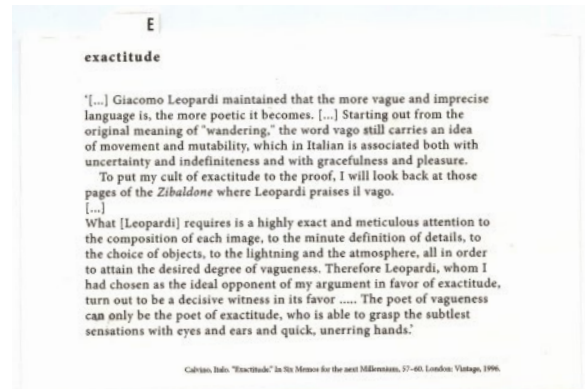 E
exactitude
'[...] Giacomo Leopardi maintained that the more vague and imprecise
language is, the more poetic it becomes. [...] Starting out from the
original meaning of "wandering," the word vago still carries an idea
of movement and mutability, which in Italian is associated both with
uncertainty and indefiniteness and with gracefulness and pleasure.
To put my cult of exactitude to the proof, I will look back at those
pages of the Zibaldone where Leopardi praises il vago.
[...]
What [Leopardi] requires is a highly exact and meticulous attention to
the composition of each image, to the minute definition of details, to
the choice of objects, to the lightning and the atmosphere, all in order
to attain the desired degree of vagueness. Therefore Leopardi, whom I
had chosen as the ideal opponent of my argument in favor of exactitude,
turn out to be a decisive witness in its favor ..... The poet of vagueness
can only be the poet of exactitude, who is able to grasp the subtlest
sensations with eyes and ears and quick, unerring hands.'
Calvino, Italo. "Exactitude." In Six Memos for the next Millennium, 57–60. London: Vintage, 1996.